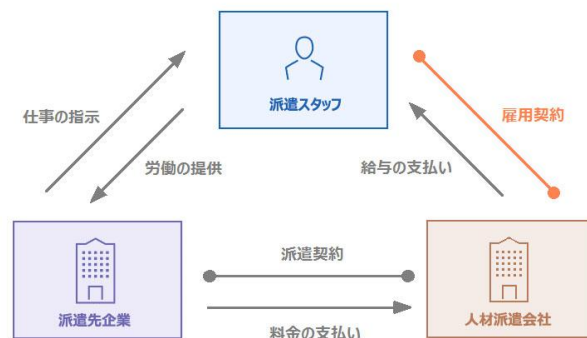 派遣スタッフ
仕事の指示
雇用契約
労働の提供
給与の支払い
派遣契約
派遣先企業
人材派遣会社
料金の支払い